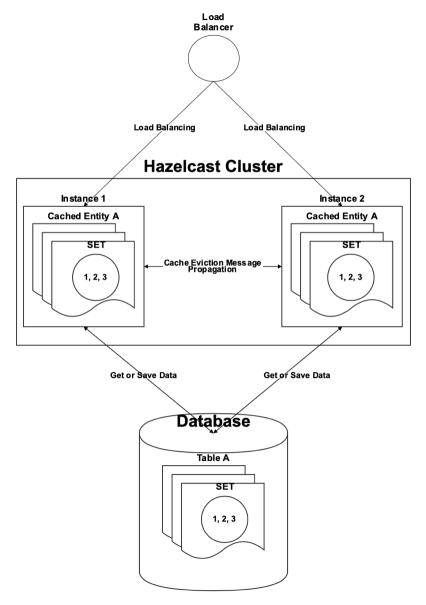 Load
Balancer
Load Balancing
Load Balancing
Hazelcast Cluster
Instance 1
Instance 2
Cached Entity A
Cached Entity A
SET
SET
1, 2, 3
1, 2, 3
Cache Eviction Message
Propagation
Get or Save Data
Get or Save Data
Database
Table A
SET
1, 2, 3